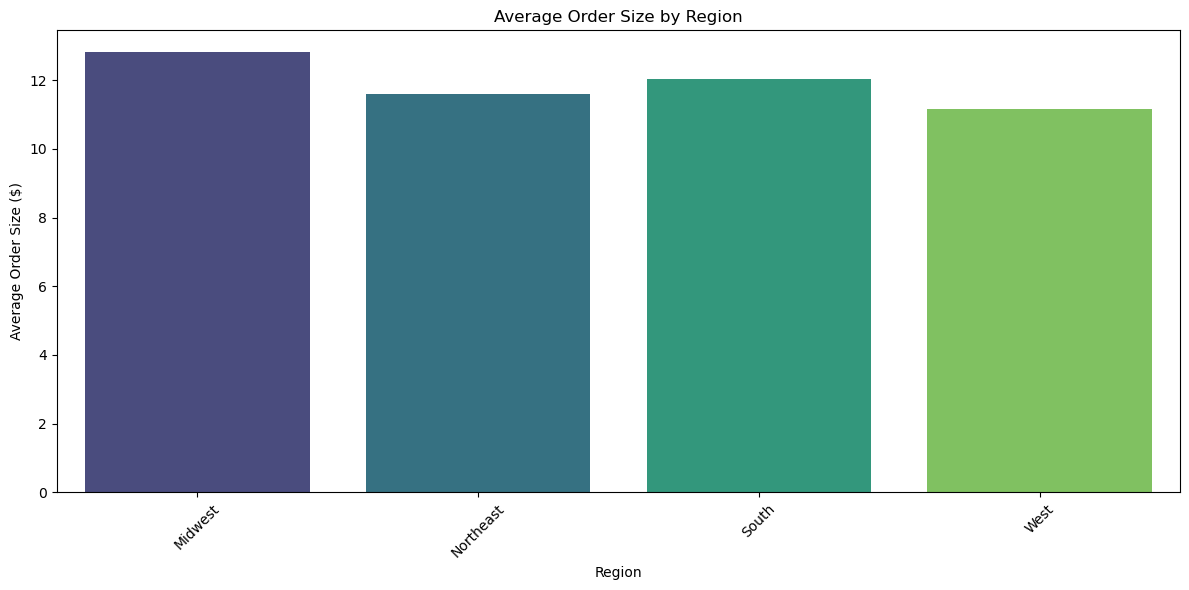 Average Order Size by Region
Average Order Size ($)
12
10
8
6
4
2
0
Midwest
Northeast
South
West
Region